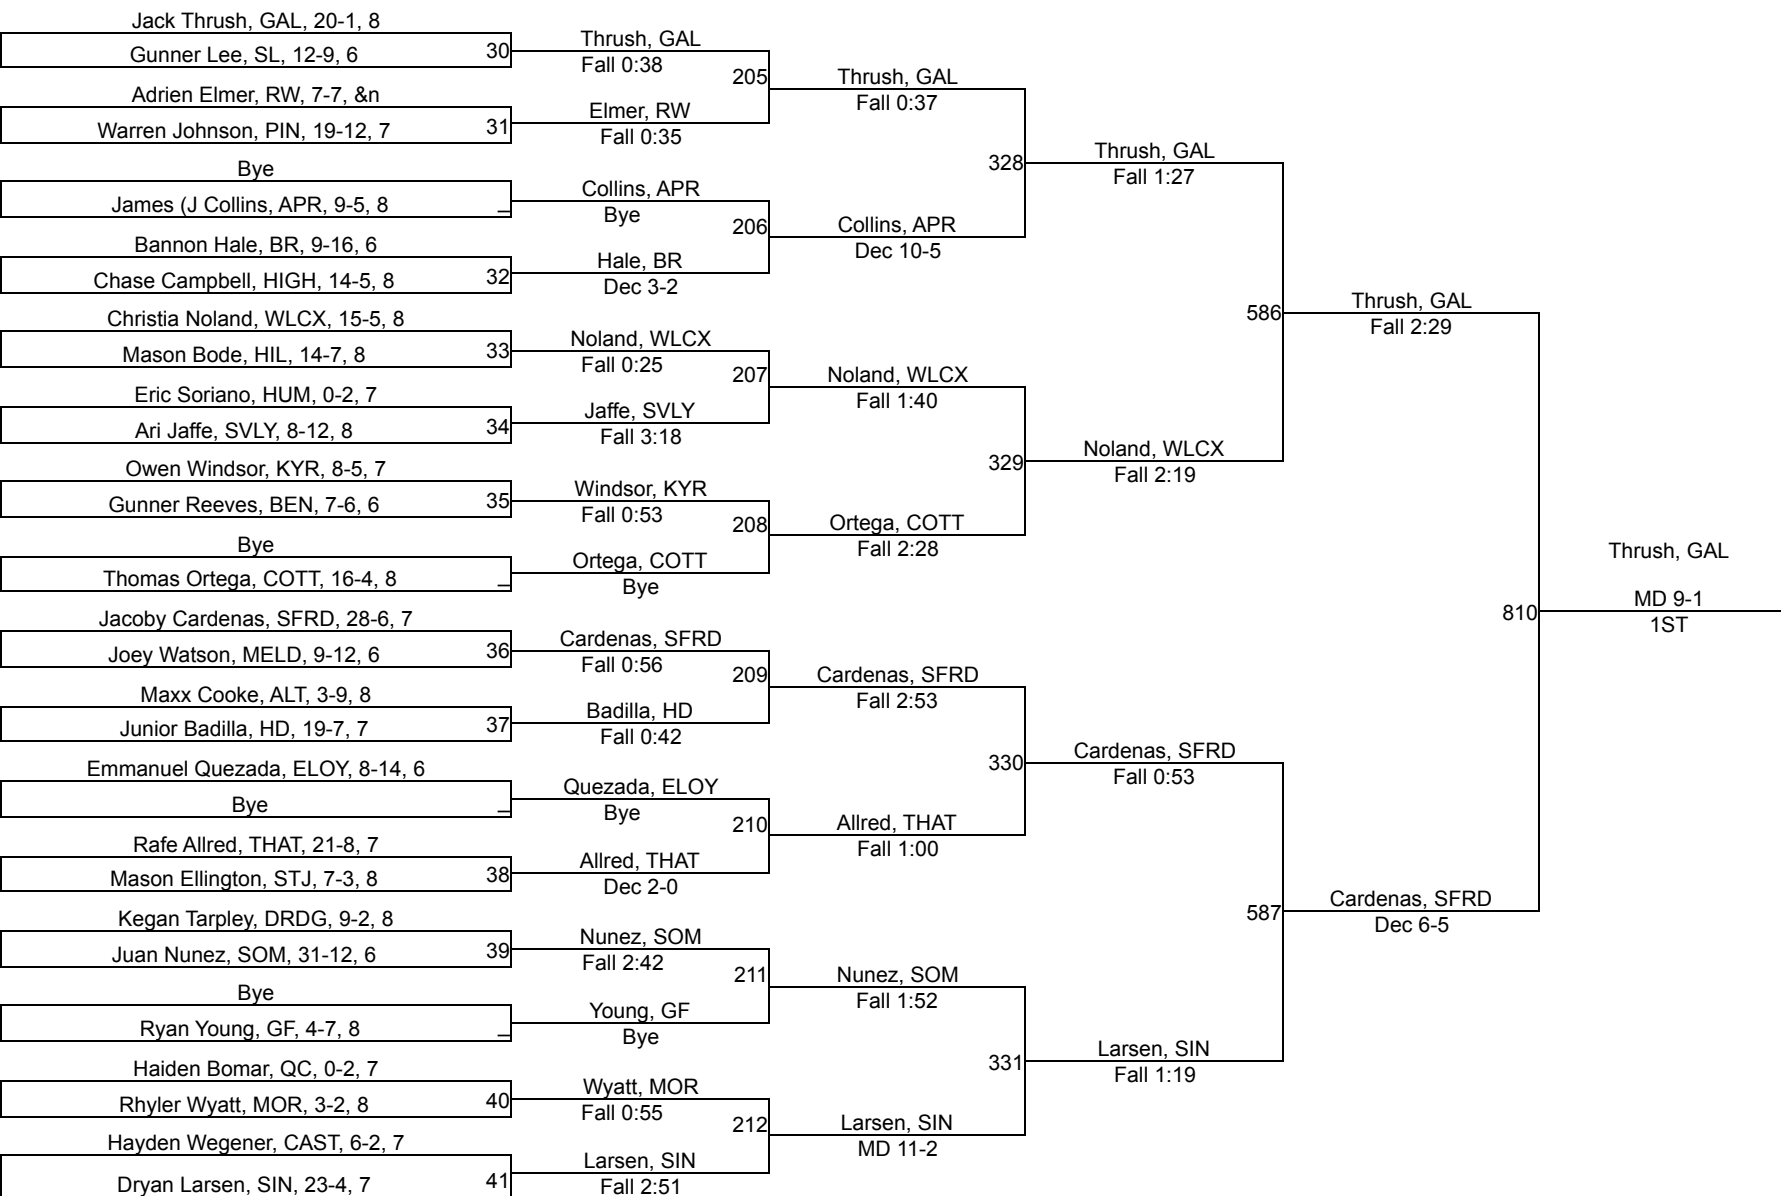 Jack Thrush, GAL, 20-1, 8
Gunner Lee, SL, 12-9, 6
30
Adrien Elmer, RW, 7-7, &n
Warren Johnson, PIN, 19-12, 7
31
Bye
James (J Collins, APR, 9-5, 8
_
Bannon Hale, BR, 9-16, 6
Chase Campbell, HIGH, 14-5, 8
32
Christia Noland, WLCX, 15-5, 8
Mason Bode, HIL, 14-7, 8
33
Eric Soriano, HUM, 0-2, 7
Ari Jaffe, SVLY, 8-12, 8
34
Owen Windsor, KYR, 8-5, 7
Gunner Reeves, BEN, 7-6, 6
35
Bye
Thomas Ortega, COTT, 16-4, 8
_
Jacoby Cardenas, SFRD, 28-6, 7
Joey Watson, MELD, 9-12, 6
36
Maxx Cooke, ALT, 3-9, 8
Junior Badilla, HD, 19-7, 7
37
Emmanuel Quezada, ELOY, 8-14, 6
Bye
_
Rafe Allred, THAT, 21-8, 7
Mason Ellington, STJ, 7-3, 8
38
Kegan Tarpley, DRDG, 9-2, 8
Juan Nunez, SOM, 31-12, 6
39
Bye
Ryan Young, GF, 4-7, 8
_
Haiden Bomar, QC, 0-2, 7
Rhyler Wyatt, MOR, 3-2, 8
40
Hayden Wegener, CAST, 6-2, 7
Dryan Larsen, SIN, 23-4, 7
41
Thrush, GAL
Fall 0:38
205
Elmer, RW
Fall 0:35
Collins, APR
Bye
206
Hale, BR
Dec 3-2
Noland, WLCX
Fall 0:25
207
Jaffe, SVLY
Fall 3:18
Windsor, KYR
Fall 0:53
208
Ortega, COTT
Bye
Cardenas, SFRD
Fall 0:56
209
Badilla, HD
Fall 0:42
Quezada, ELOY
Bye
210
Allred, THAT
Dec 2-0
Nunez, SOM
Fall 2:42
211
Young, GF
Bye
Wyatt, MOR
Fall 0:55
212
Larsen, SIN
Fall 2:51
Thrush, GAL
Fall 0:37
328
Collins, APR
Dec 10-5
Noland, WLCX
Fall 1:40
329
Ortega, COTT
Fall 2:28
Cardenas, SFRD
Fall 2:53
330
Allred, THAT
Fall 1:00
Nunez, SOM
Fall 1:52
331
Larsen, SIN
MD 11-2
Thrush, GAL
Fall 1:27
586
Noland, WLCX
Fall 2:19
Cardenas, SFRD
Fall 0:53
587
Larsen, SIN
Fall 1:19
Thrush, GAL
Fall 2:29
810
Cardenas, SFRD
Dec 6-5
Thrush, GAL
MD 9-1
1ST